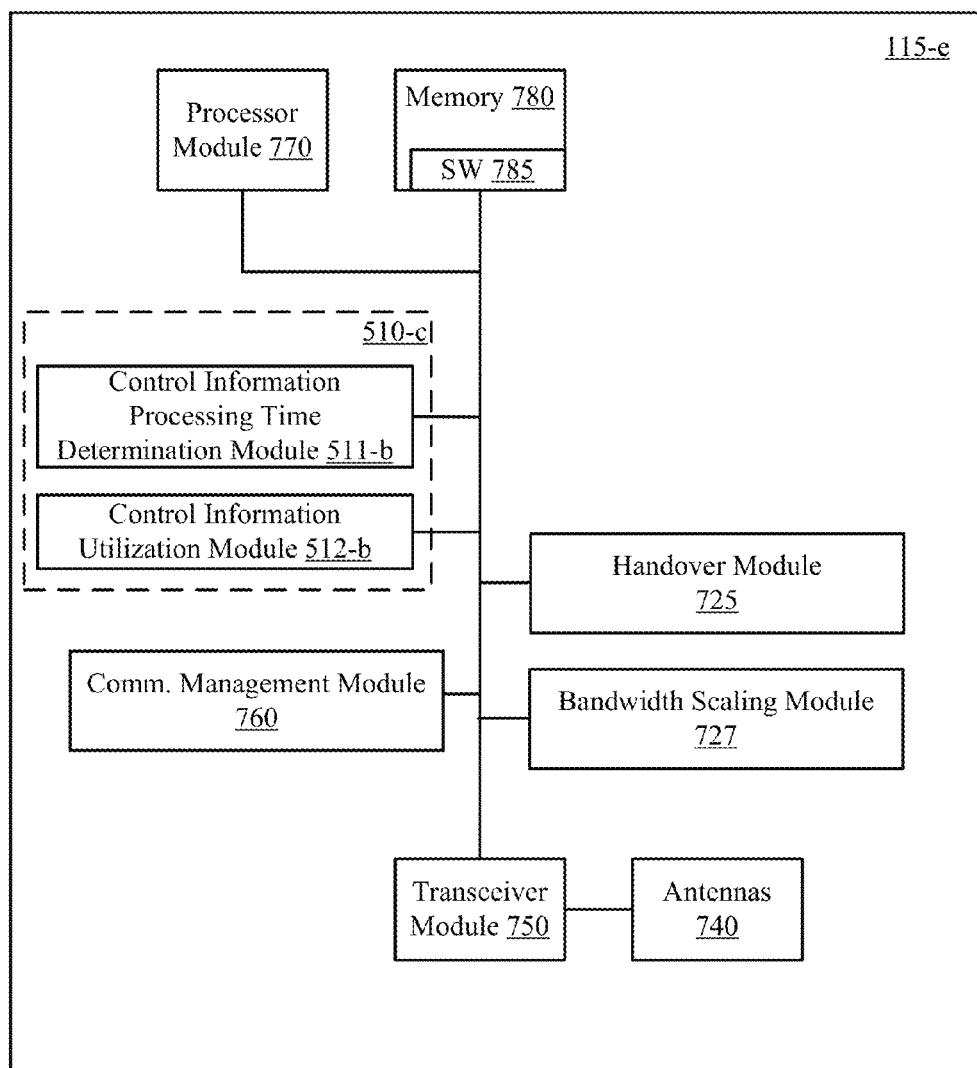 115-e
Processor
Module 770
Memory 780
SW 785
510-c
Control Information
Processing Time
Determination Module 511-b
Control Information
Utilization Module 512-b
Handover Module
725
Comm. Management Module
760
Bandwidth Scaling Module
727
Transceiver
Module 750
Antennas
740